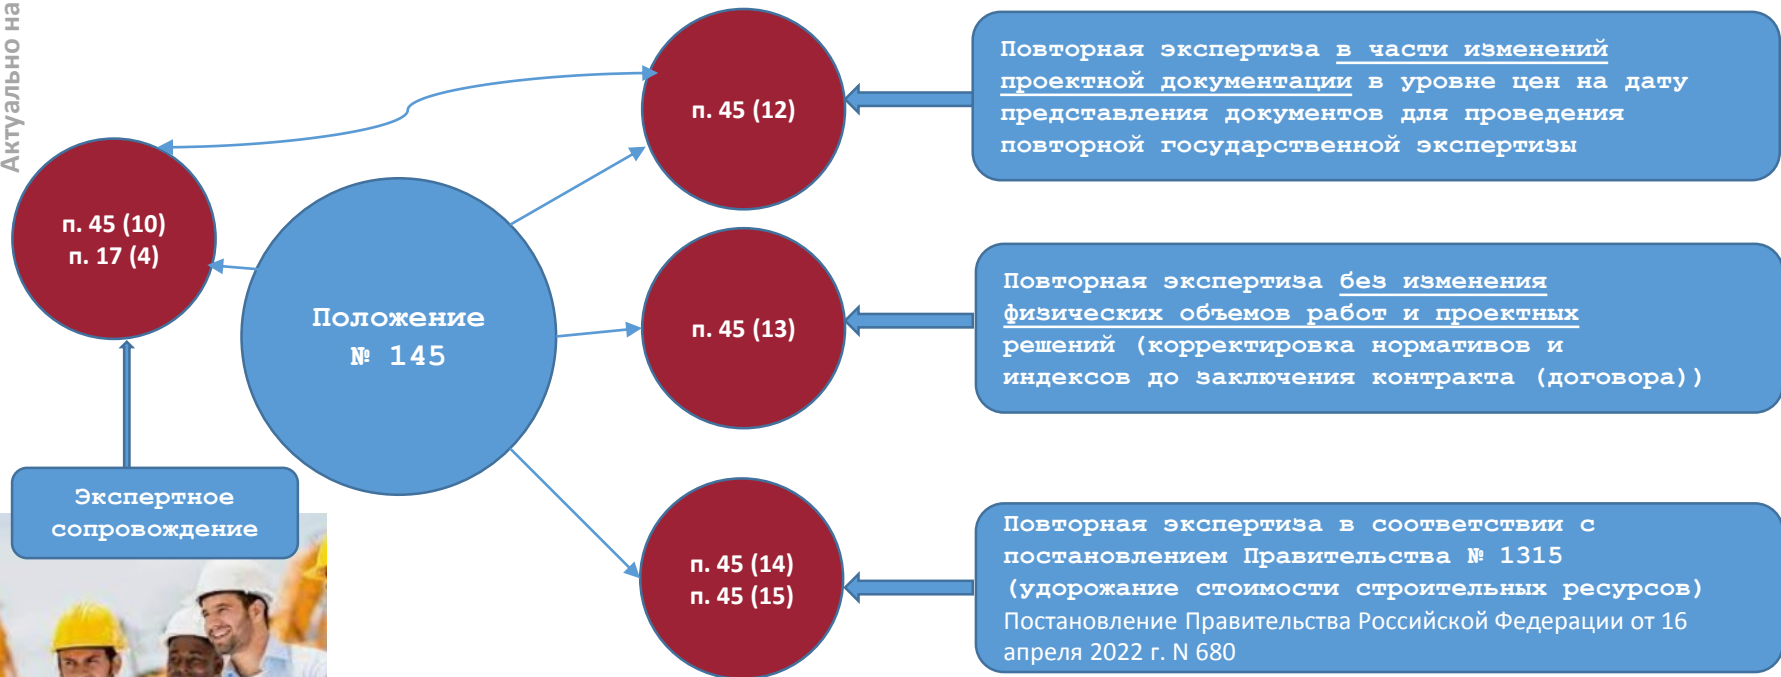 Актуально на
п. 45 (10)
п. 17 (4)
Экспертное
сопровождение
Положение
№ 145
п. 45 (12)
п. 45 (13)
п. 45 (14)
п. 45 (15)
Повторная экспертиза в части изменений
проектной документации в уровне цен на дату
представления документов для проведения
повторной государственной экспертизы
Повторная экспертиза без изменения
физических объемов работ и проектных
решений (корректировка нормативов и
индексов до заключения контракта (договора))
Повторная экспертиза в соответствии с
постановлением Правительства № 1315
(удорожание стоимости строительных ресурсов)
Постановление Правительства Российской Федерации от 16
апреля 2022 г. N 680